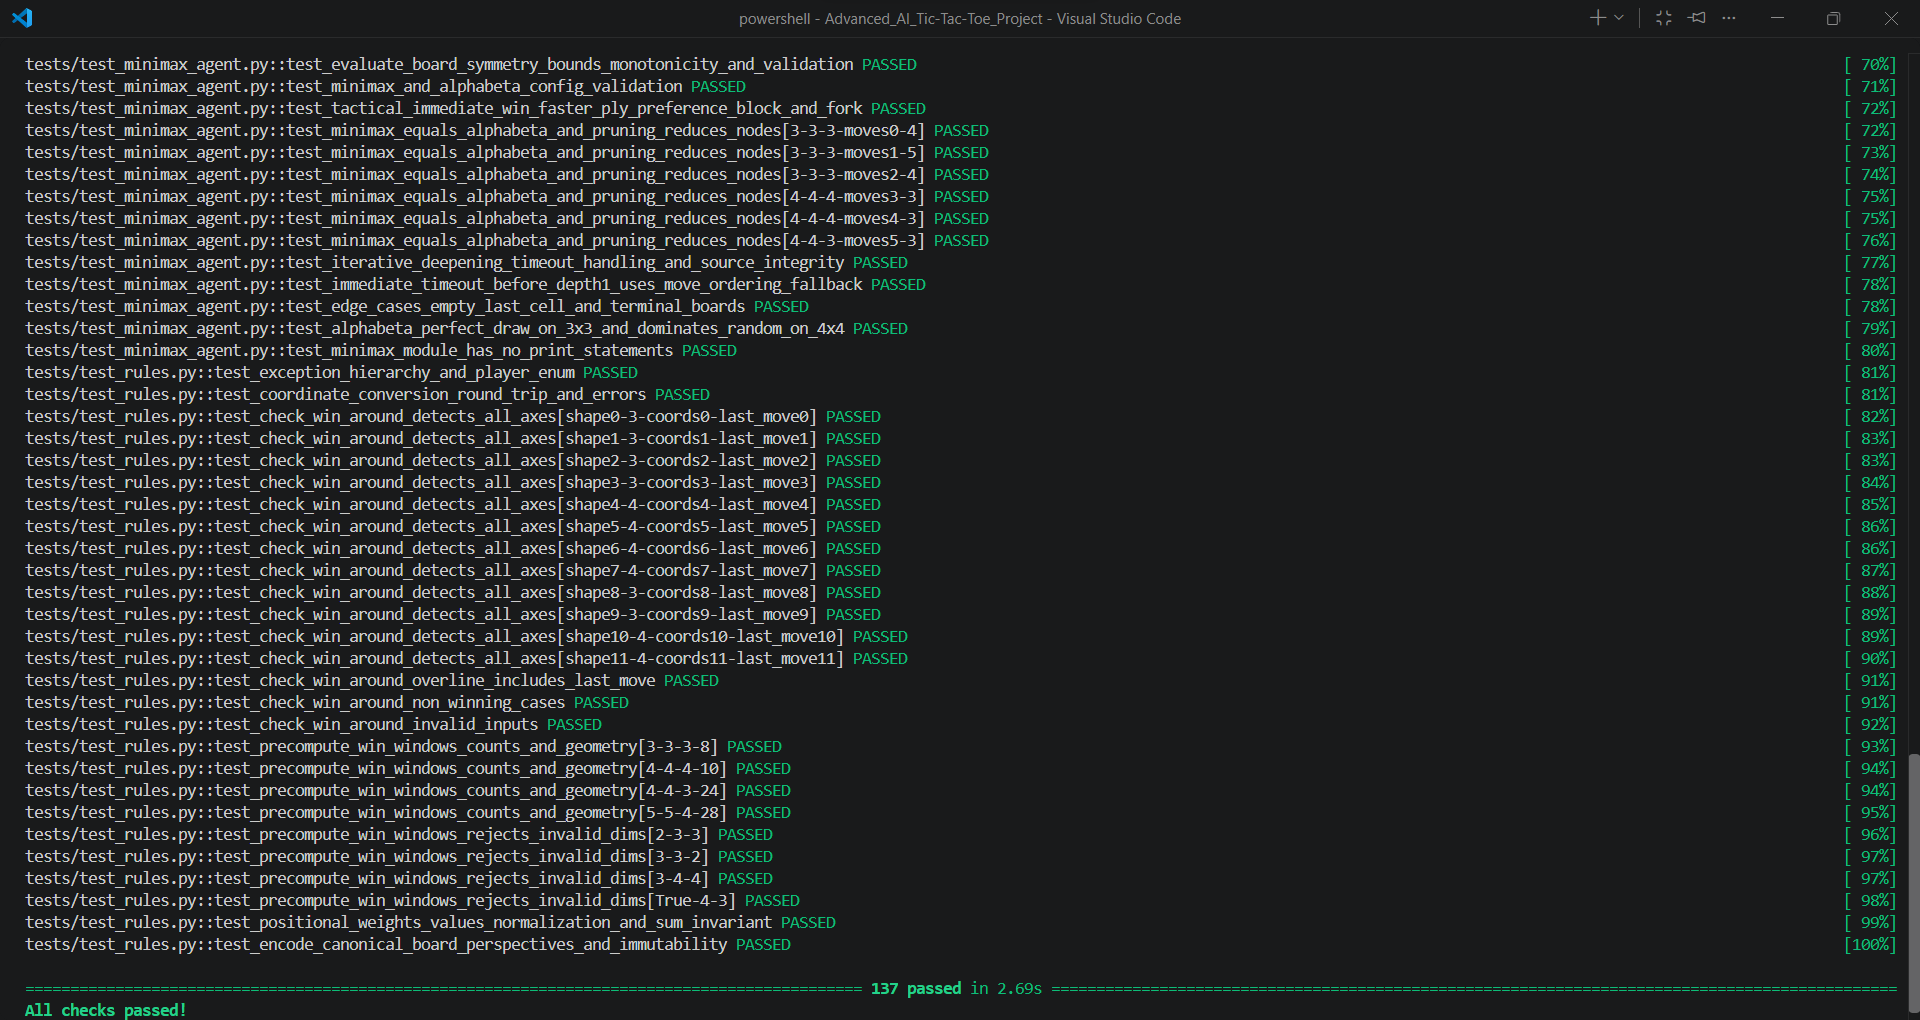 powershell - Advanced_AI_Tic-Tac-Toe_Project - Visual Studio Code
tests/test_minimax_agent.py::test_evaluate_board_symmetry_bounds_monotonicity_and_validation PASSED [ 70%]
tests/test_minimax_agent.py::test_minimax_and_alphabeta_config_validation PASSED [ 71%]
tests/test_minimax_agent.py::test_tactical_immediate_win_faster_ply_preference_block_and_fork PASSED [ 72%]
tests/test_minimax_agent.py::test_minimax_equals_alphabeta_and_pruning_reduces_nodes[3-3-3-moves0-4] PASSED [ 72%]
tests/test_minimax_agent.py::test_minimax_equals_alphabeta_and_pruning_reduces_nodes[3-3-3-moves1-5] PASSED [ 73%]
tests/test_minimax_agent.py::test_minimax_equals_alphabeta_and_pruning_reduces_nodes[3-3-3-moves2-4] PASSED [ 74%]
tests/test_minimax_agent.py::test_minimax_equals_alphabeta_and_pruning_reduces_nodes[4-4-4-moves3-3] PASSED [ 75%]
tests/test_minimax_agent.py::test_minimax_equals_alphabeta_and_pruning_reduces_nodes[4-4-4-moves4-3] PASSED [ 75%]
tests/test_minimax_agent.py::test_minimax_equals_alphabeta_and_pruning_reduces_nodes[4-4-3-moves5-3] PASSED [ 76%]
tests/test_minimax_agent.py::test_iterative_deepening_timeout_handling_and_source_integrity PASSED [ 77%]
tests/test_minimax_agent.py::test_immediate_timeout_before_depth1_uses_move_ordering_fallback PASSED [ 78%]
tests/test_minimax_agent.py::test_edge_cases_empty_last_cell_and_terminal_boards PASSED [ 78%]
tests/test_minimax_agent.py::test_alphabeta_perfect_draw_on_3x3_and_dominates_random_on_4x4 PASSED [ 79%]
tests/test_minimax_agent.py::test_minimax_module_has_no_print_statements PASSED [ 80%]
tests/test_rules.py::test_exception_hierarchy_and_player_enum PASSED [ 81%]
tests/test_rules.py::test_coordinate_conversion_round_trip_and_errors PASSED [ 81%]
tests/test_rules.py::test_check_win_around_detects_all_axes[shape0-3-coords0-last_move0] PASSED [ 82%]
tests/test_rules.py::test_check_win_around_detects_all_axes[shape1-3-coords1-last_move1] PASSED [ 83%]
tests/test_rules.py::test_check_win_around_detects_all_axes[shape2-3-coords2-last_move2] PASSED [ 83%]
tests/test_rules.py::test_check_win_around_detects_all_axes[shape3-3-coords3-last_move3] PASSED [ 84%]
tests/test_rules.py::test_check_win_around_detects_all_axes[shape4-4-coords4-last_move4] PASSED [ 85%]
tests/test_rules.py::test_check_win_around_detects_all_axes[shape5-4-coords5-last_move5] PASSED [ 86%]
tests/test_rules.py::test_check_win_around_detects_all_axes[shape6-4-coords6-last_move6] PASSED [ 86%]
tests/test_rules.py::test_check_win_around_detects_all_axes[shape7-4-coords7-last_move7] PASSED [ 87%]
tests/test_rules.py::test_check_win_around_detects_all_axes[shape8-3-coords8-last_move8] PASSED [ 88%]
tests/test_rules.py::test_check_win_around_detects_all_axes[shape9-3-coords9-last_move9] PASSED [ 89%]
tests/test_rules.py::test_check_win_around_detects_all_axes[shape10-4-coords10-last_move10] PASSED [ 89%]
tests/test_rules.py::test_check_win_around_detects_all_axes[shape11-4-coords11-last_move11] PASSED [ 90%]
tests/test_rules.py::test_check_win_around_overline_includes_last_move PASSED [ 91%]
tests/test_rules.py::test_check_win_around_non_winning_cases PASSED [ 91%]
tests/test_rules.py::test_check_win_around_invalid_inputs PASSED [ 92%]
tests/test_rules.py::test_precompute_win_windows_counts_and_geometry[3-3-3-8] PASSED [ 93%]
tests/test_rules.py::test_precompute_win_windows_counts_and_geometry[4-4-4-10] PASSED [ 94%]
tests/test_rules.py::test_precompute_win_windows_counts_and_geometry[4-4-3-24] PASSED [ 94%]
tests/test_rules.py::test_precompute_win_windows_counts_and_geometry[5-5-4-28] PASSED [ 95%]
tests/test_rules.py::test_precompute_win_windows_rejects_invalid_dims[2-3-3] PASSED [ 96%]
tests/test_rules.py::test_precompute_win_windows_rejects_invalid_dims[3-3-2] PASSED [ 97%]
tests/test_rules.py::test_precompute_win_windows_rejects_invalid_dims[3-4-4] PASSED [ 97%]
tests/test_rules.py::test_precompute_win_windows_rejects_invalid_dims[True-4-3] PASSED [ 98%]
tests/test_rules.py::test_positional_weights_values_normalization_and_sum_invariant PASSED [ 99%]
tests/test_rules.py::test_encode_canonical_board_perspectives_and_immutability PASSED [100%]
============================================================================================= 137 passed in 2.69s ==============================================================================================
All checks passed!